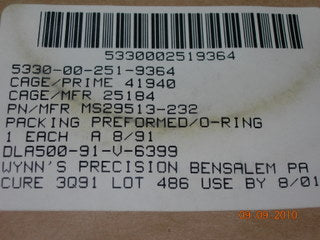 5330002519364
5330-00-251-9364
CAGE/PRIME 41940
CAGE/MFR 25184
PN/MFR MS29513-232
PACKING PREFORMED/O-RING
1 EACH A 8/91
DLA500-91-V-6399
WYNN'S PRECISION BENSALEM PA
CURE 3Q91 LOT 486 USE BY 8/01
09/09/2010